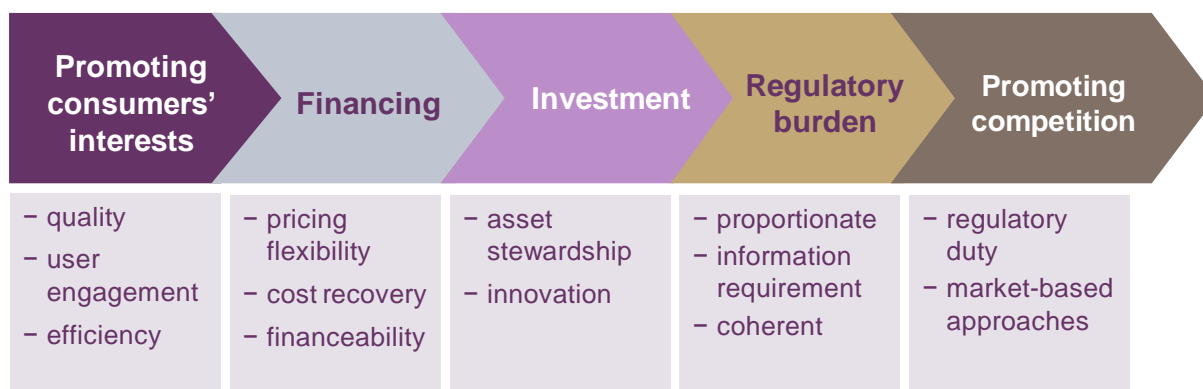 Promoting
consumers’
interests
Financing
Investment
Regulatory
burden
Promoting
competition
− quality
− user
engagement
− efficiency
− pricing
flexibility
− cost recovery
− financeability
− asset
stewardship
− innovation
− proportionate
− information
requirement
− coherent
− regulatory
duty
− market-based
approaches